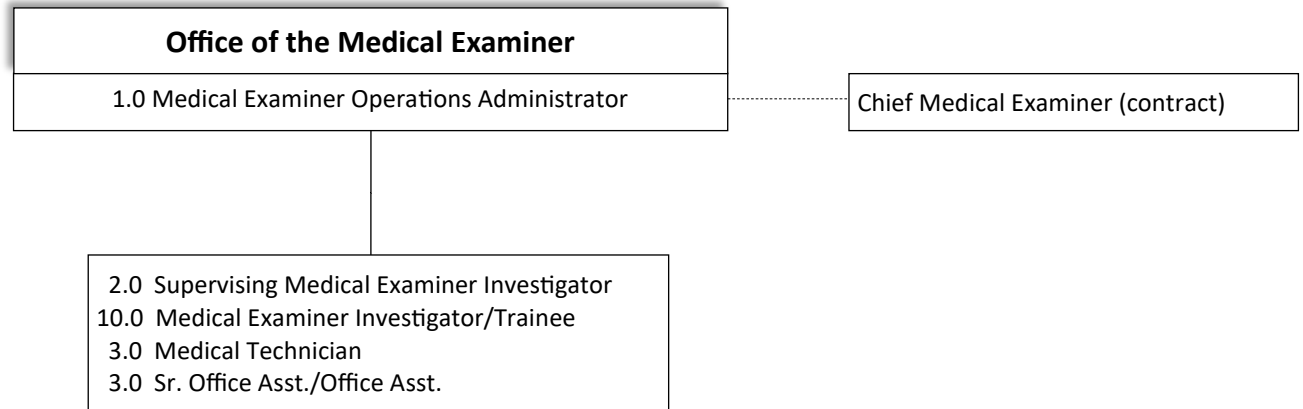 Office of the Medical Examiner
1.0 Medical Examiner Operations Administrator
Chief Medical Examiner (contract)
2.0 Supervising Medical Examiner Investigator
10.0 Medical Examiner Investigator/Trainee
3.0 Medical Technician
3.0 Sr. Office Asst./Office Asst.